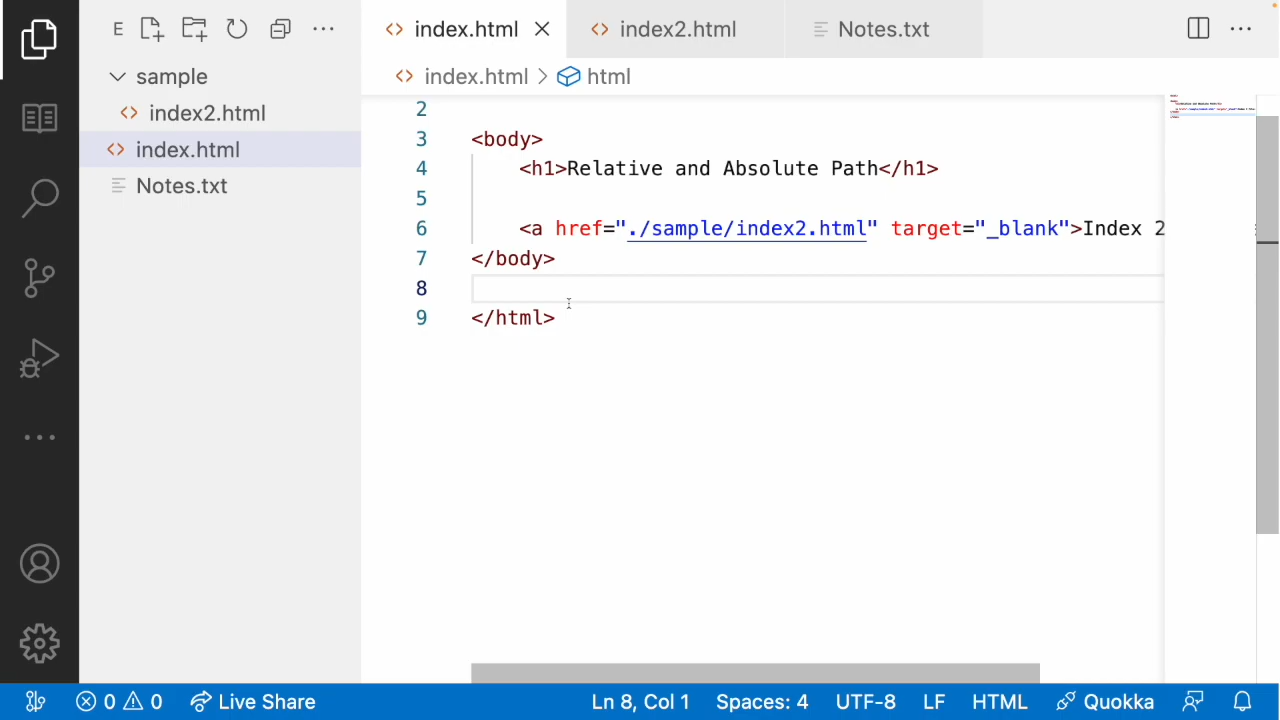 E
index.html
index2.html
Notes.txt
sample
index2.html
index.html
Notes.txt
index.html > html
2
3 <body>
4 <h1>Relative and Absolute Path</h1>
5
6 <a href="./sample/index2.html" target="_blank">Index 2
7 </body>
8
9 </html>
0 0 Live Share Ln 8, Col 1 Spaces: 4 UTF-8 LF HTML Quokka